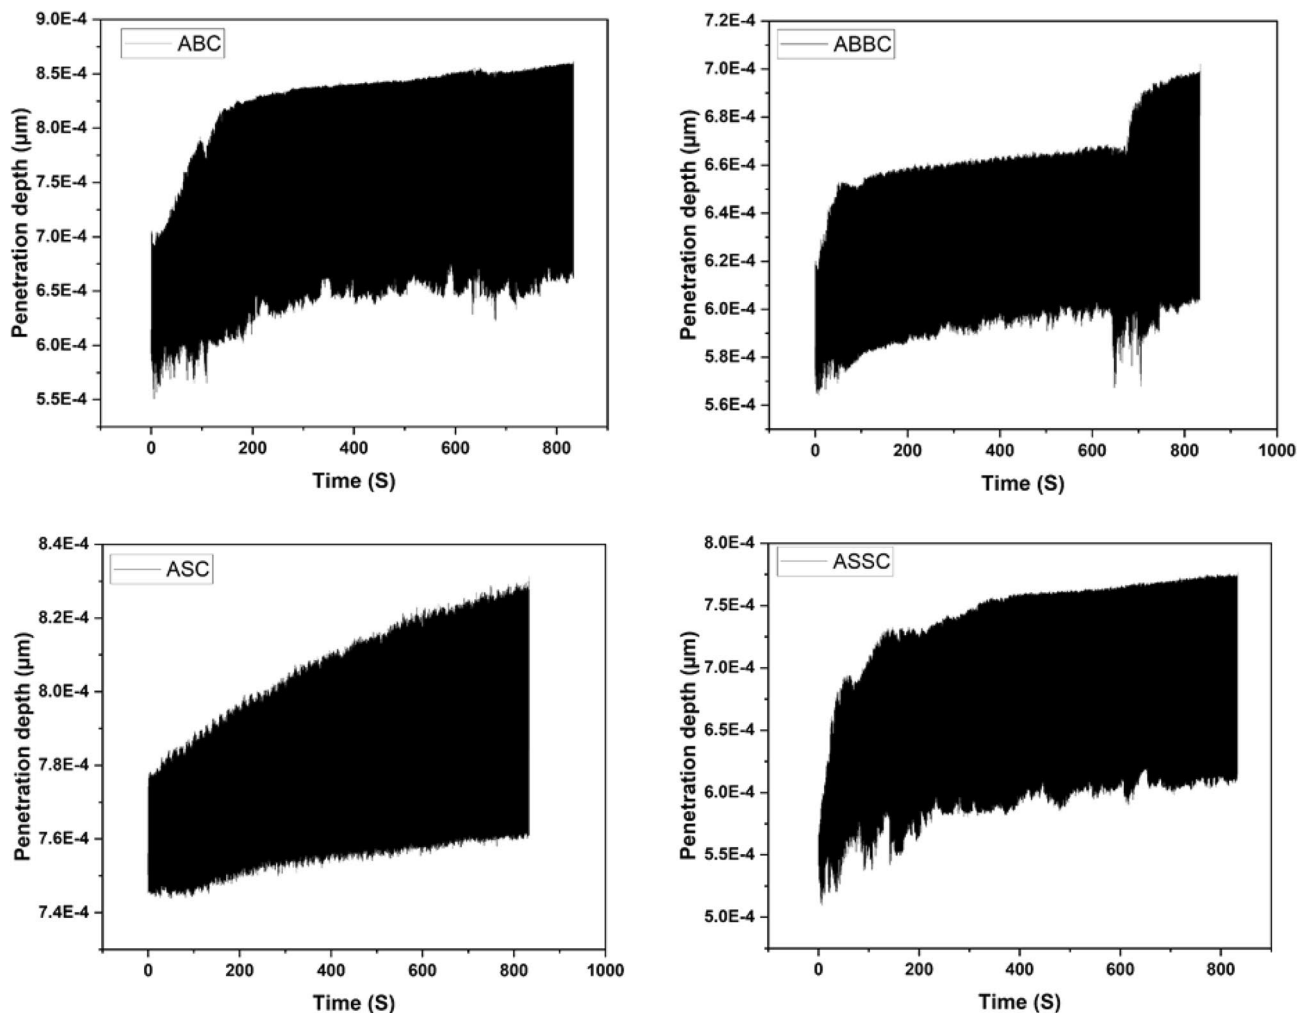 ABC
Penetration depth (μm)
9.0E-4
8.5E-4
8.0E-4
7.5E-4
7.0E-4
6.5E-4
6.0E-4
5.5E-4
0
200
400
600
800
Time (S)
ABBC
Penetration depth (μm)
7.2E-4
7.0E-4
6.8E-4
6.6E-4
6.4E-4
6.2E-4
6.0E-4
5.8E-4
5.6E-4
0
200
400
600
800
1000
Time (S)
ASC
Penetration depth (μm)
8.4E-4
8.2E-4
8.0E-4
7.8E-4
7.6E-4
7.4E-4
0
200
400
600
800
1000
Time (S)
ASSC
Penetration depth (μm)
8.0E-4
7.5E-4
7.0E-4
6.5E-4
6.0E-4
5.5E-4
5.0E-4
0
200
400
600
800
Time (S)